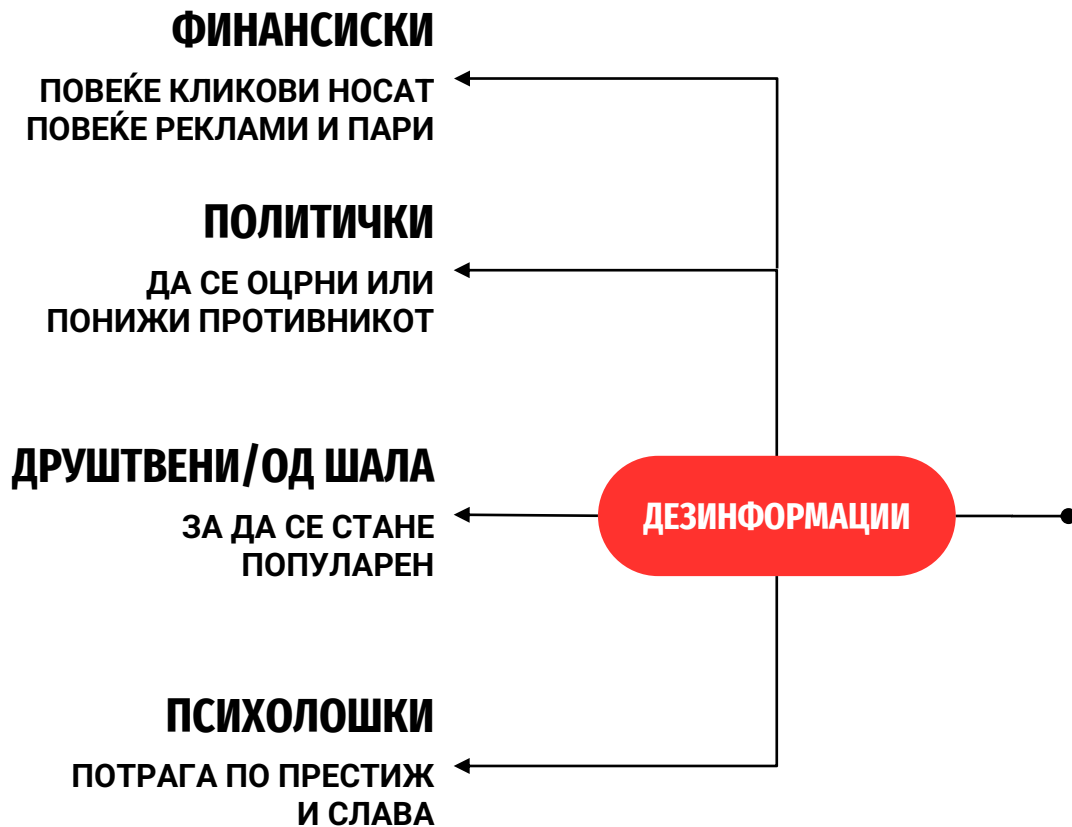 ФИНАНСИСКИ
ПОВЕЌЕ КЛИКОВИ НОСАТ
ПОВЕЌЕ РЕКЛАМИ И ПАРИ
ПОЛИТИЧКИ
ДА СЕ ОЦРНИ ИЛИ
ПОНИЖИ ПРОТИВНИКОТ
ДРУШТВЕНИ/ОД ШАЛА
ЗА ДА СЕ СТАНЕ
ПОПУЛАРЕН
ДЕЗИНФОРМАЦИИ
ПСИХОЛОШКИ
ПОТРАГА ПО ПРЕСТИЖ
И СЛАВА